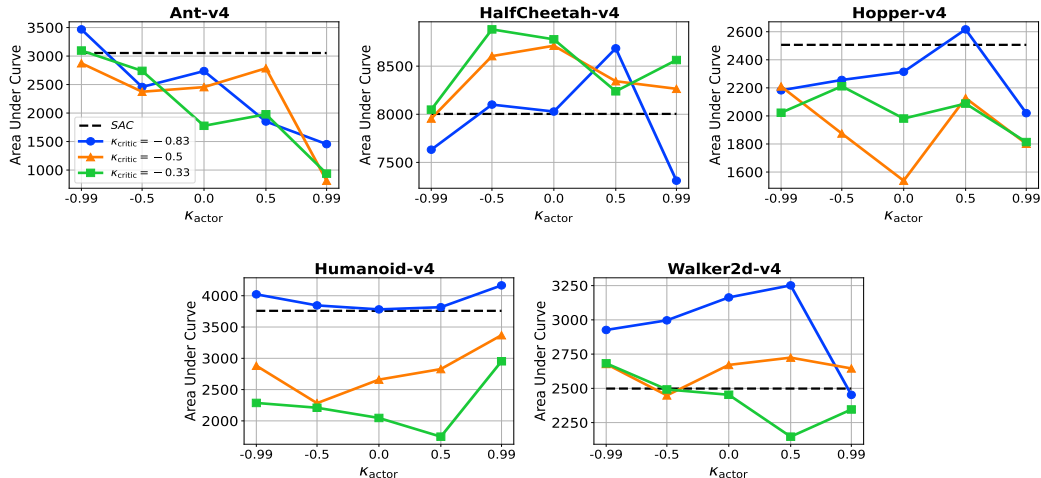 Ant-v4
3500
3000
2500
2000
1500
1000
Area Under Curve
SAC
κcritic = −0.83
κcritic = −0.5
κcritic = −0.33
-0.99 -0.5 0.0 0.5 0.99
κactor
HalfCheetah-v4
8500
8000
7500
Area Under Curve
-0.99 -0.5 0.0 0.5 0.99
κactor
Hopper-v4
2600
2400
2200
2000
1800
1600
Area Under Curve
-0.99 -0.5 0.0 0.5 0.99
κactor
Humanoid-v4
4000
3500
3000
2500
2000
Area Under Curve
-0.99 -0.5 0.0 0.5 0.99
κactor
Walker2d-v4
3250
3000
2750
2500
2250
Area Under Curve
-0.99 -0.5 0.0 0.5 0.99
κactor